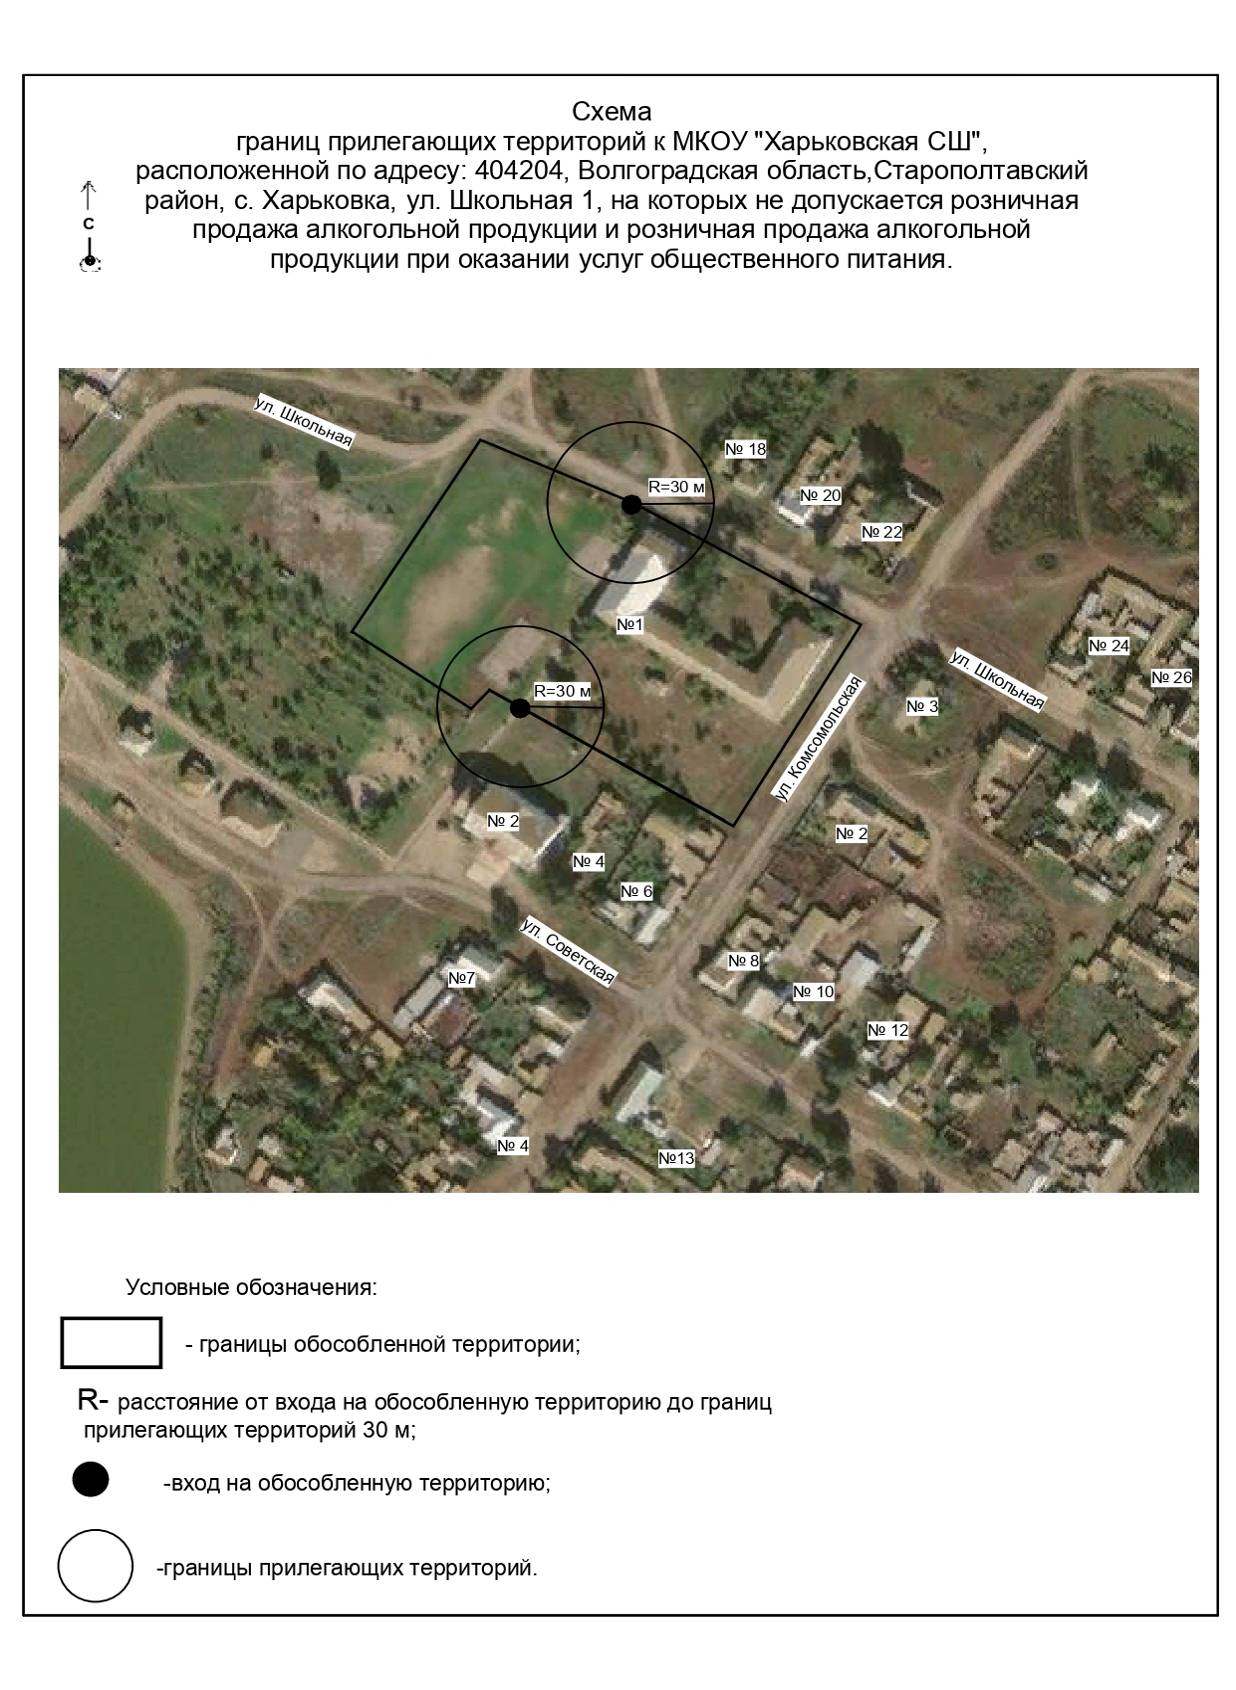 Схема
границ прилегающих территорий к МКОУ "Харьковская СШ",
расположенной по адресу: 404204, Волгоградская область,Старополтавский
район, с. Харьковка, ул. Школьная 1, на которых не допускается розничная
продажа алкогольной продукции и розничная продажа алкогольной
продукции при оказании услуг общественного питания.
с
ул. Школьная
№ 18
R=30 м
№ 20
№ 22
№1
№ 24
ул. Школьная
№ 26
R=30 м
№ 3
ул. Комсомольская
№ 2
№ 2
№ 4
№ 6
ул. Советская
№ 8
№7
№ 10
№ 12
№ 4
№13
Условные обозначения:
- границы обособленной территории;
R- расстояние от входа на обособленную территорию до границ
прилегающих территорий 30 м;
-вход на обособленную территорию;
-границы прилегающих территорий.